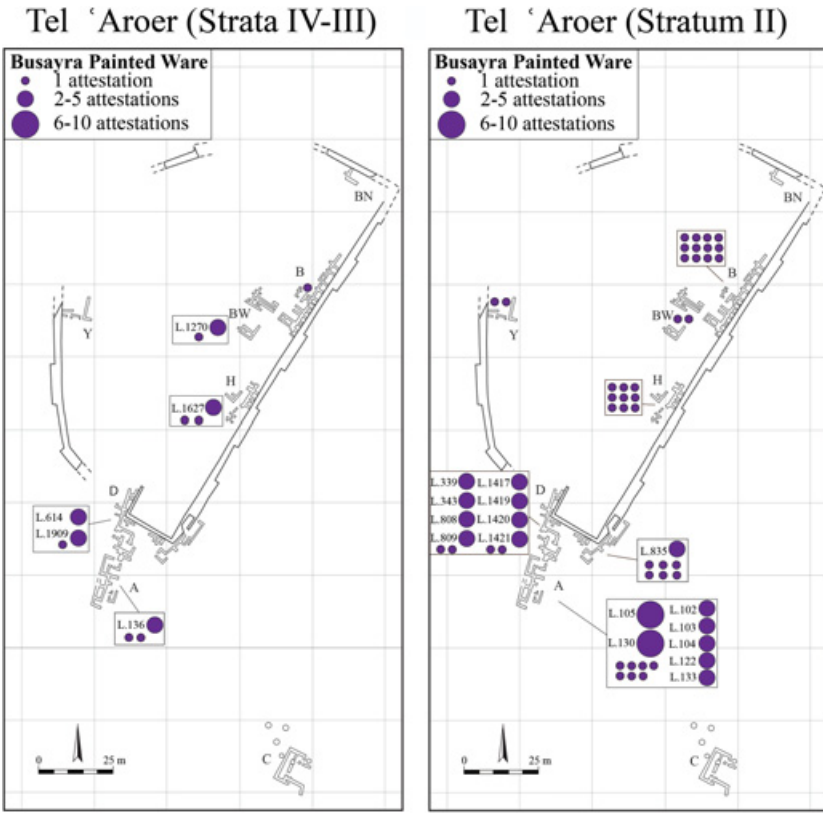 Tel ʿAroer (Strata IV-III)
Busayra Painted Ware
1 attestation
2-5 attestations
6-10 attestations
BN
B
BW
L.1270
Y
H
L.1627
D
L.614
L.1909
A
L.136
C
0 25 m
Tel ʿAroer (Stratum II)
Busayra Painted Ware
1 attestation
2-5 attestations
6-10 attestations
BN
B
BW
Y
H
D
L.339 L.1417
L.343 L.1419
L.808 L.1420
L.809 L.1421
L.835
A
L.105 L.102
L.103
L.130 L.104
L.122
L.133
C
0 25 m